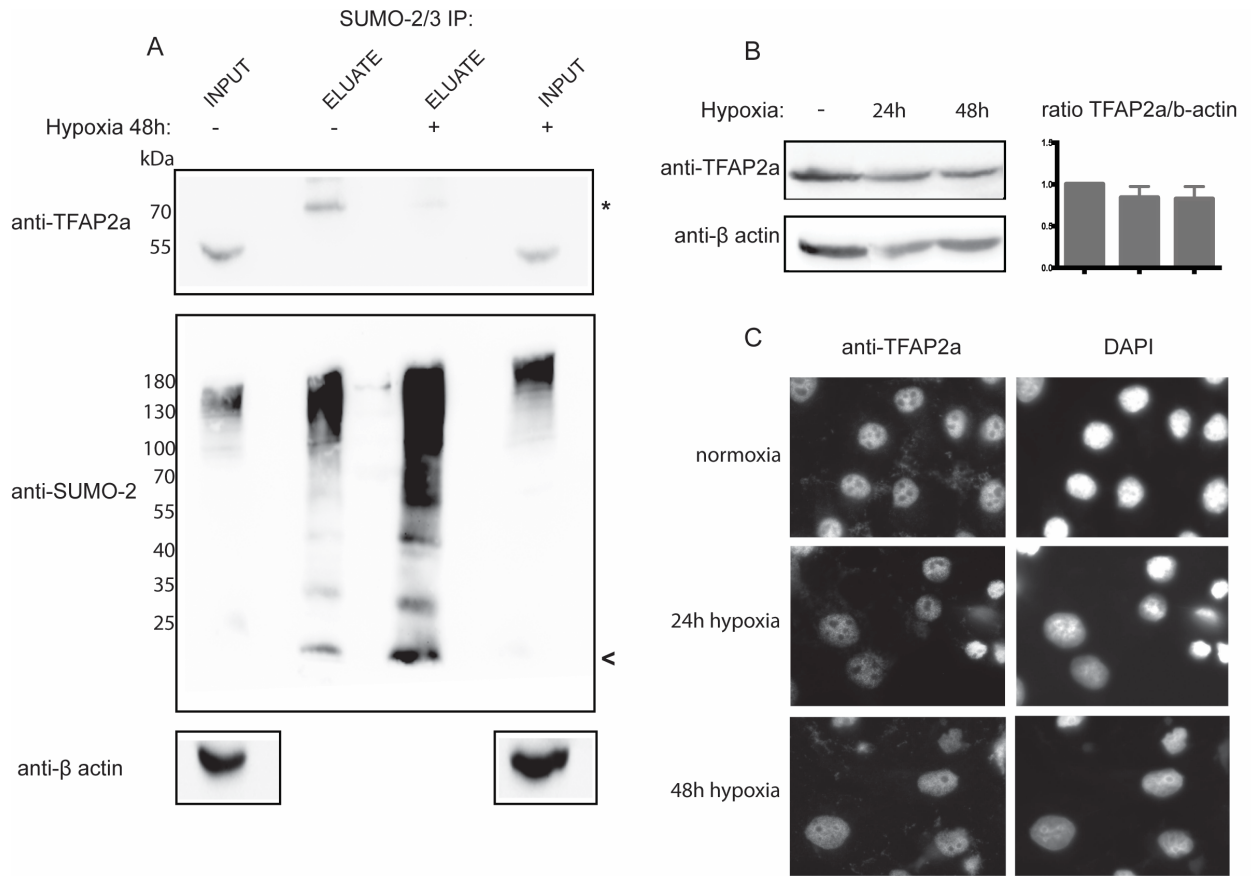 SUMO-2/3 IP:
A
INPUT
ELUATE
ELUATE
INPUT
Hypoxia 48h: - - + +
kDa
anti-TFAP2a
70
55
*
anti-SUMO-2
180
130
100
70
55
40
35
25
<
anti-β actin
B
Hypoxia: - 24h 48h
anti-TFAP2a
anti-β actin
ratio TFAP2a/b-actin
1.5
1.0
0.5
0.0
C
anti-TFAP2a DAPI
normoxia
24h hypoxia
48h hypoxia